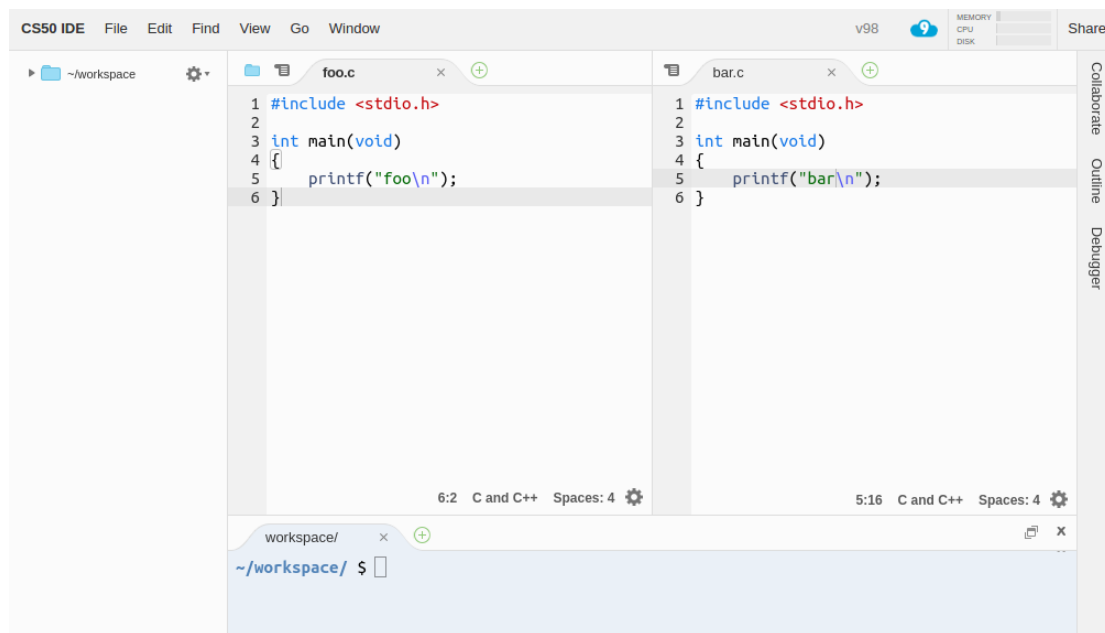 CS50 IDE File Edit Find View Go Window v98 9 MEMORY CPU DISK Share
~/workspace
foo.c
1 #include <stdio.h>
2
3 int main(void)
4 {
5     printf("foo\n");
6 }
6:2 C and C++ Spaces: 4
bar.c
1 #include <stdio.h>
2
3 int main(void)
4 {
5     printf("bar\n");
6 }
5:16 C and C++ Spaces: 4
workspace/
~/workspace/ $
Collaborate
Outline
Debugger